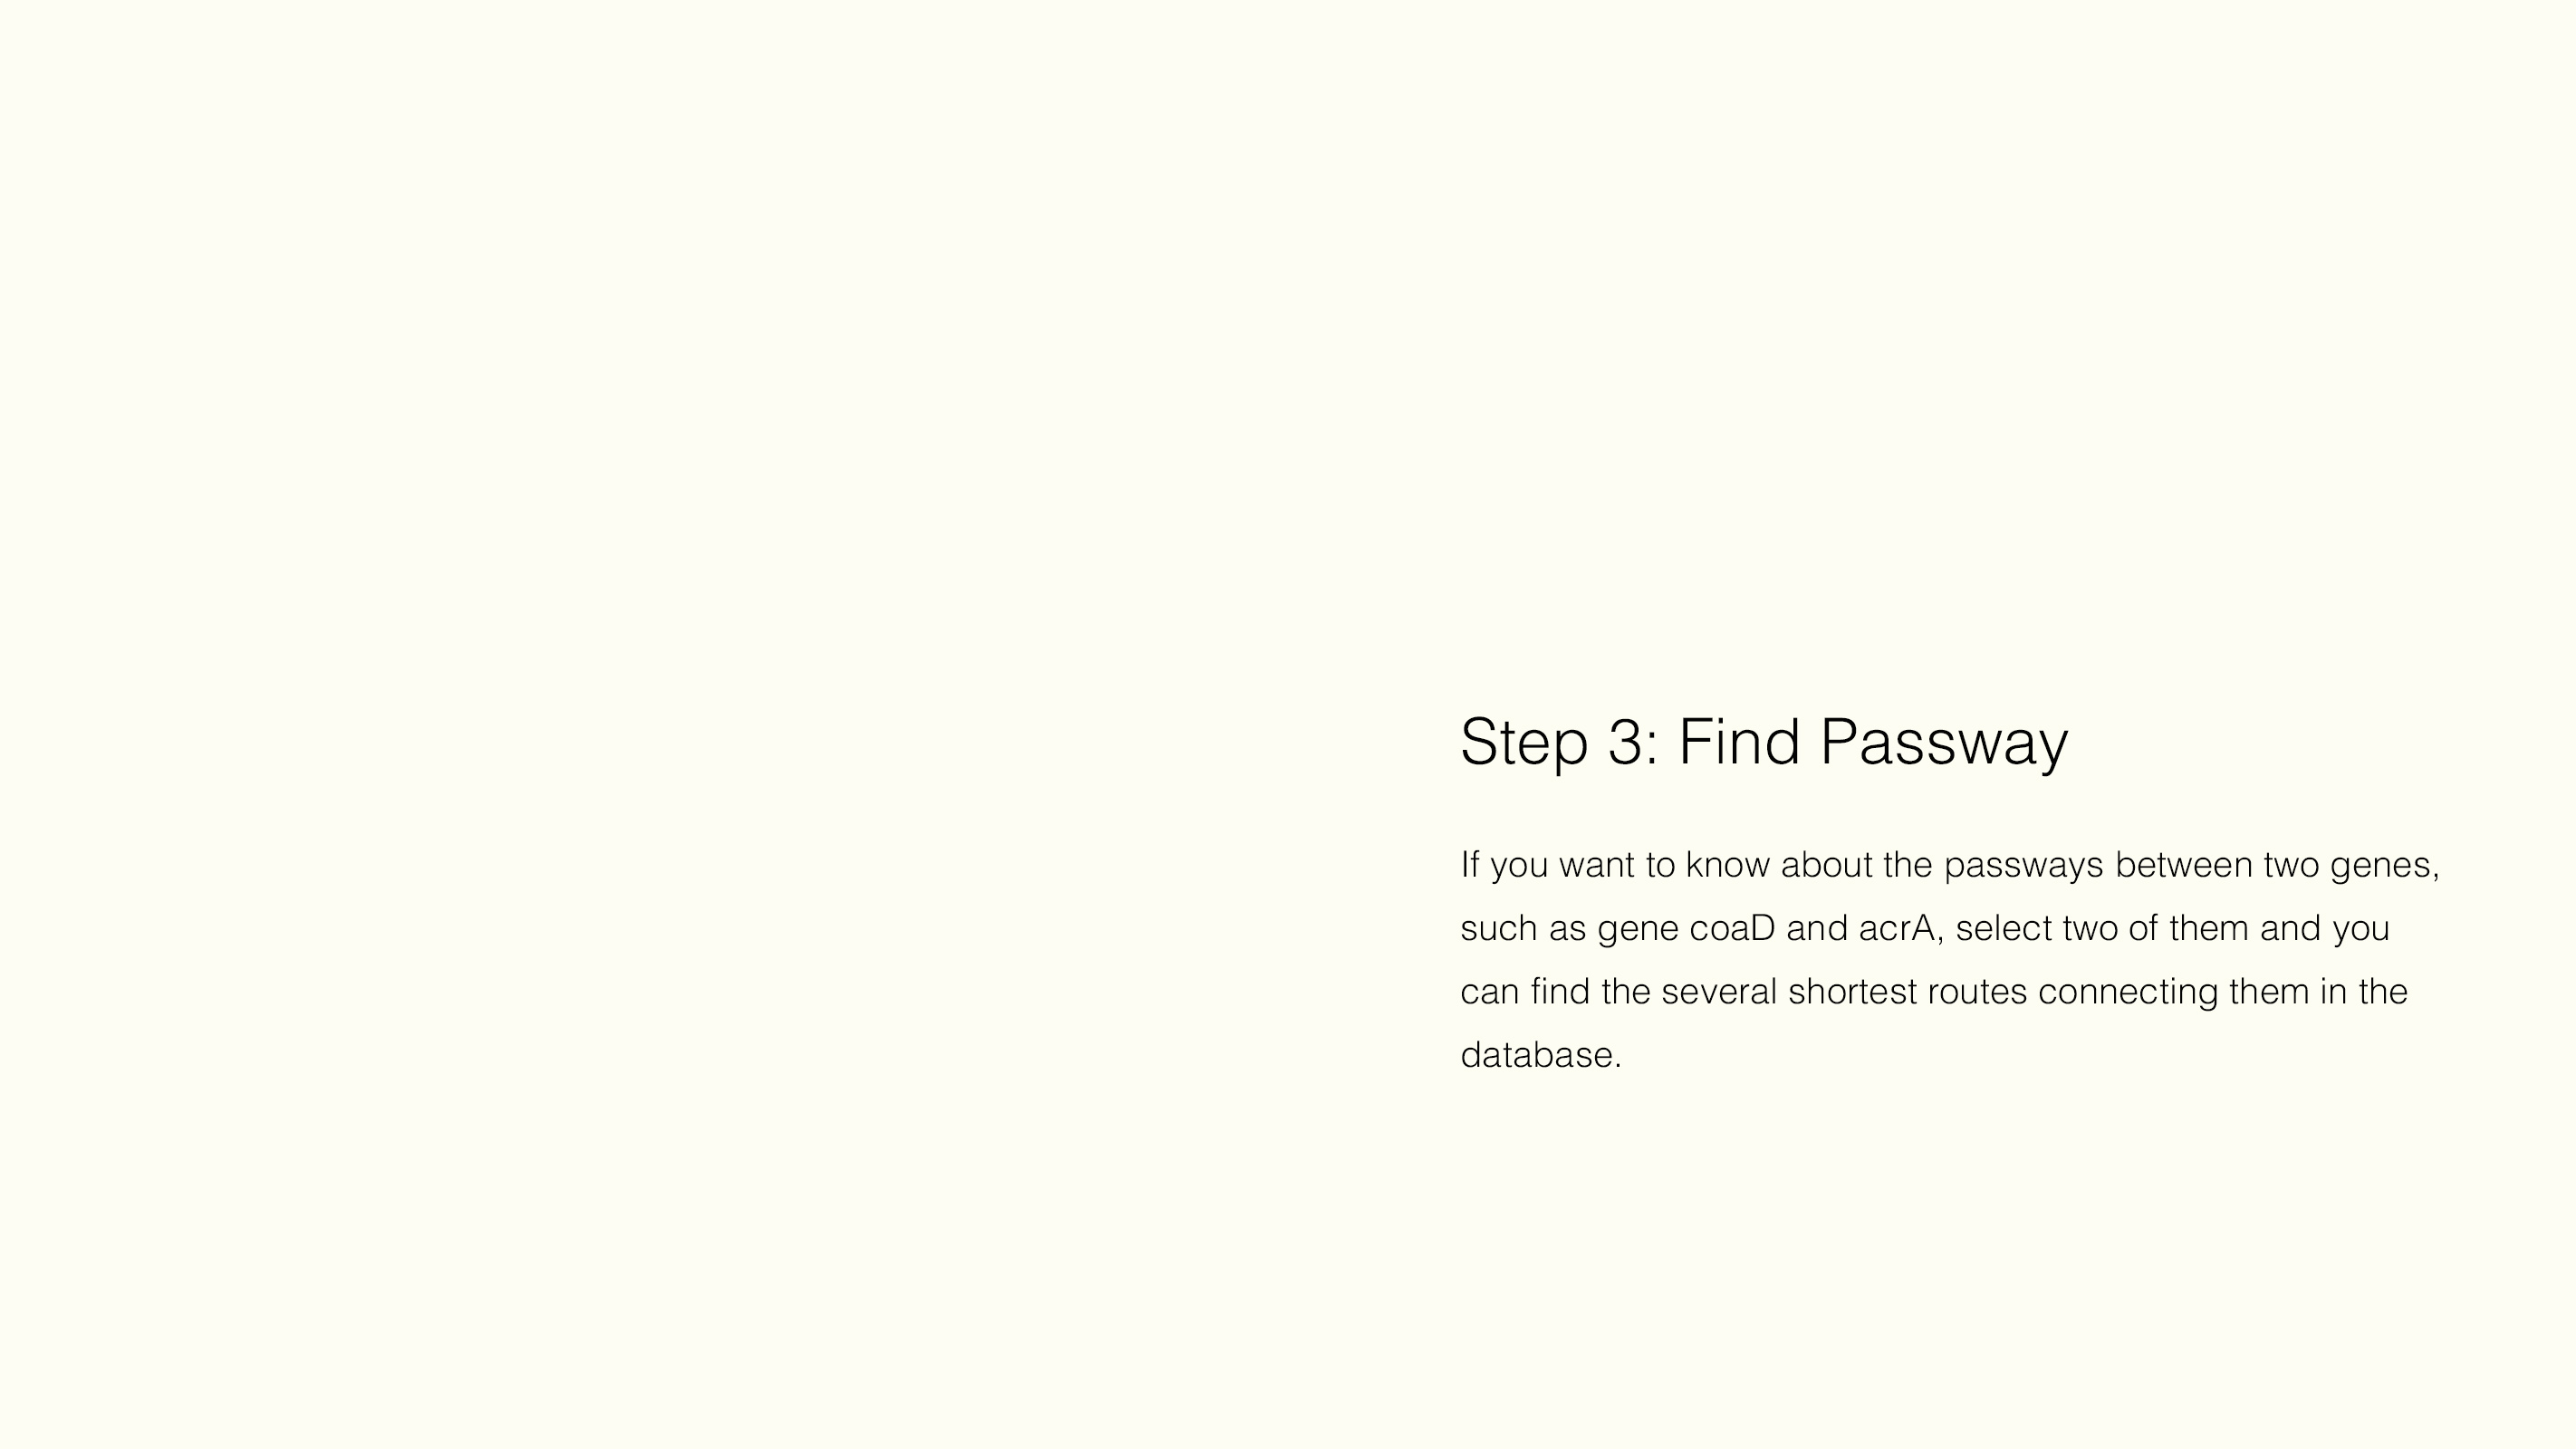 Step 3: Find Passway
If you want to know about the passways between two genes,
such as gene coaD and acrA, select two of them and you
can find the several shortest routes connecting them in the
database.